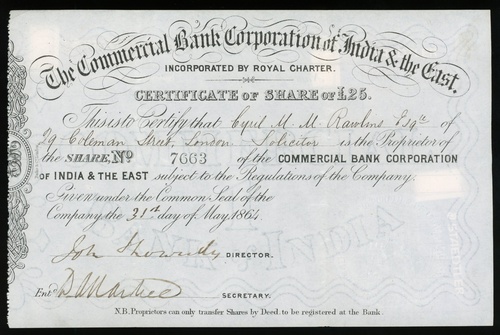 The Commercial Bank Corporation of India & the East.
INCORPORATED BY ROYAL CHARTER.
CERTIFICATE OF SHARE OF £25.
This is to Certify that Cyril M. M. Rawlins Esqre of
29 Coleman Street, London Solicitor is the Proprietor of
the SHARE, No 7663 of the COMMERCIAL BANK CORPORATION
OF INDIA & THE EAST subject to the Regulations of the Company.
Given under the Common Seal of the
Company the 31st day of May 1864
DIRECTOR.
Entd SECRETARY.
N.B. Proprietors can only transfer Shares by Deed, to be registered at the Bank.